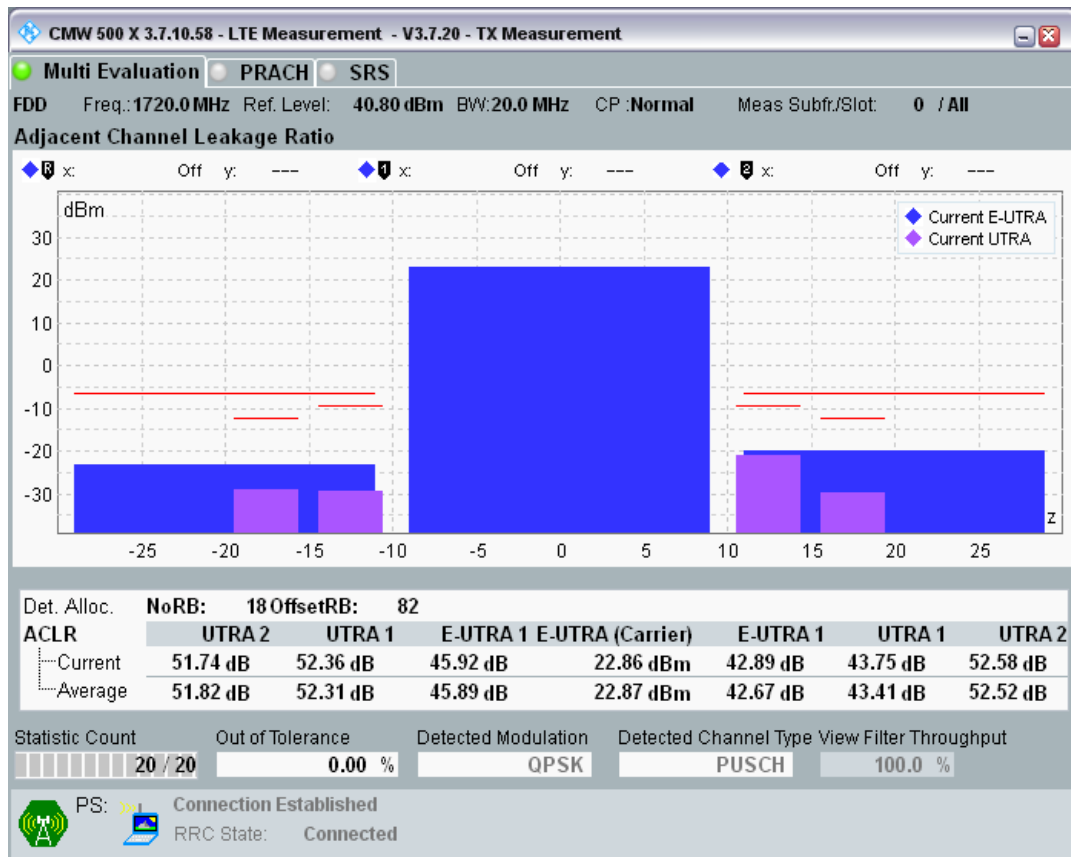 CMW 500 X 3.7.10.58 - LTE Measurement - V3.7.20 - TX Measurement
Multi Evaluation PRACH SRS
FDD Freq.:1720.0 MHz Ref. Level: 40.80 dBm BW:20.0 MHz CP :Normal Meas Subfr./Slot: 0 / All
Adjacent Channel Leakage Ratio
R x: Off y: --- 1 x: Off y: --- 2 x: Off y: ---
dBm
Current E-UTRA
Current UTRA
30
20
10
0
-10
-20
-30
z
-25 -20 -15 -10 -5 0 5 10 15 20 25
Det. Alloc. NoRB: 18 OffsetRB: 82
ACLR UTRA 2 UTRA 1 E-UTRA 1 E-UTRA (Carrier) E-UTRA 1 UTRA 1 UTRA 2
Current 51.74 dB 52.36 dB 45.92 dB 22.86 dBm 42.89 dB 43.75 dB 52.58 dB
Average 51.82 dB 52.31 dB 45.89 dB 22.87 dBm 42.67 dB 43.41 dB 52.52 dB
Statistic Count Out of Tolerance Detected Modulation Detected Channel Type View Filter Throughput
20 / 20 0.00 % QPSK PUSCH 100.0 %
PS: Connection Established
RRC State: Connected